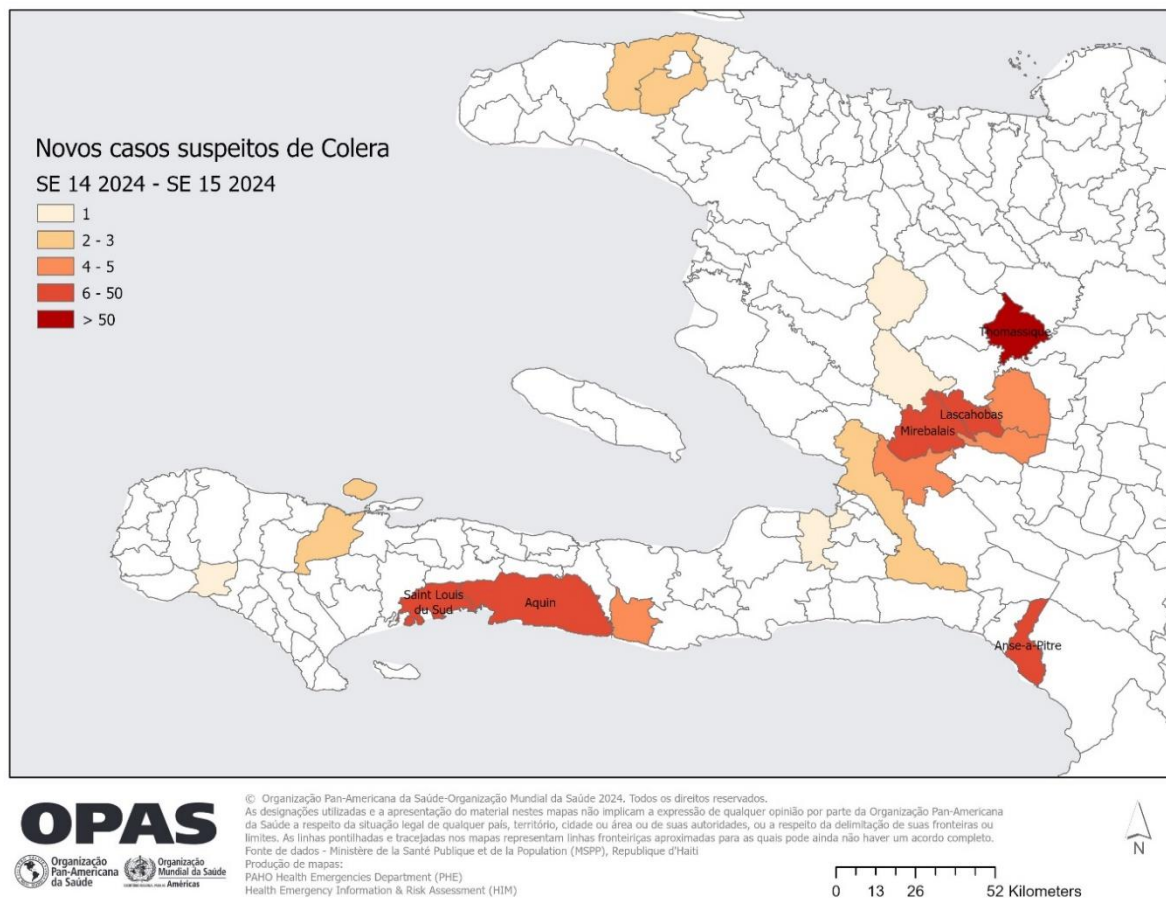 Novos casos suspeitos de Colera
SE 14 2024 - SE 15 2024
1
2 - 3
4 - 5
6 - 50
> 50
Thomassique
Lascahobas
Mirebalais
Saint Louis
du Sud
Aquin
Anse-à-Pitre
OPAS
Organização
Pan-Americana
da Saúde
Organização
Mundial da Saúde
Américas
© Organização Pan-Americana da Saúde-Organização Mundial da Saúde 2024. Todos os direitos reservados.
As designações utilizadas e a apresentação do material nestes mapas não implicam a expressão de qualquer opinião por parte da Organização Pan-Americana
da Saúde a respeito da situação legal de qualquer país, território, cidade ou área ou de suas autoridades, ou a respeito da delimitação de suas fronteiras ou
limites. As linhas pontilhadas e tracejadas nos mapas representam linhas fronteiriças aproximadas para as quais pode ainda não haver um acordo completo.
Fonte de dados - Ministère de la Santé Publique et de la Population (MSPP), Republique d'Haiti
Produção de mapas:
PAHO Health Emergencies Department (PHE)
Health Emergency Information & Risk Assessment (HIM)
N
0 13 26 52 Kilometers